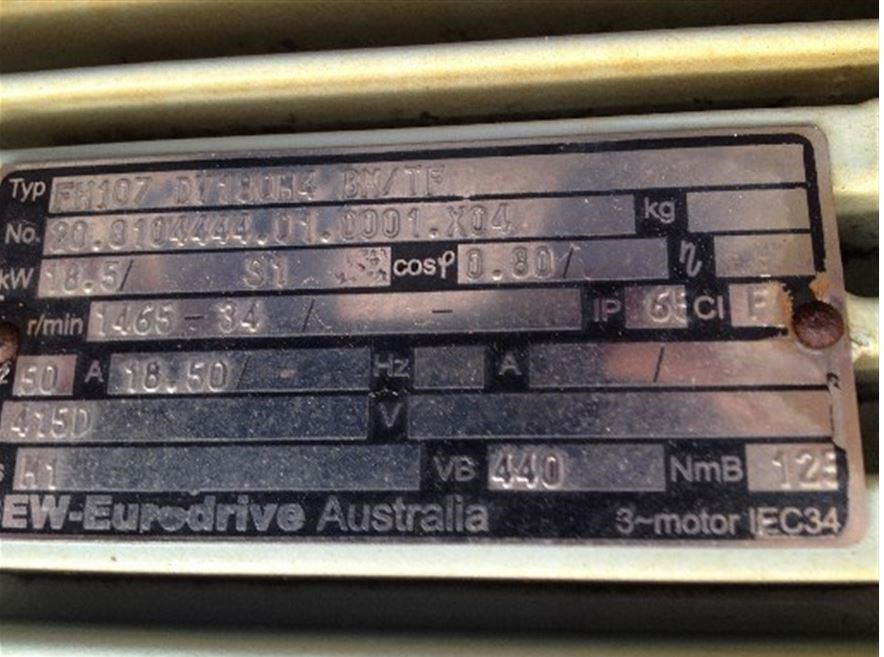 Typ FH107 DV180M4 BM/TF
No. 90.8104444.01.0001.X04 kg
kW 18.5/ S1 cosφ 0.80/ η
r/min 1465-34 / - IP 65 Cl F
50 A 18.50/ Hz A /
415D V
H1 VB 440 NmB 125
EW-Eurodrive Australia 3~motor IEC34